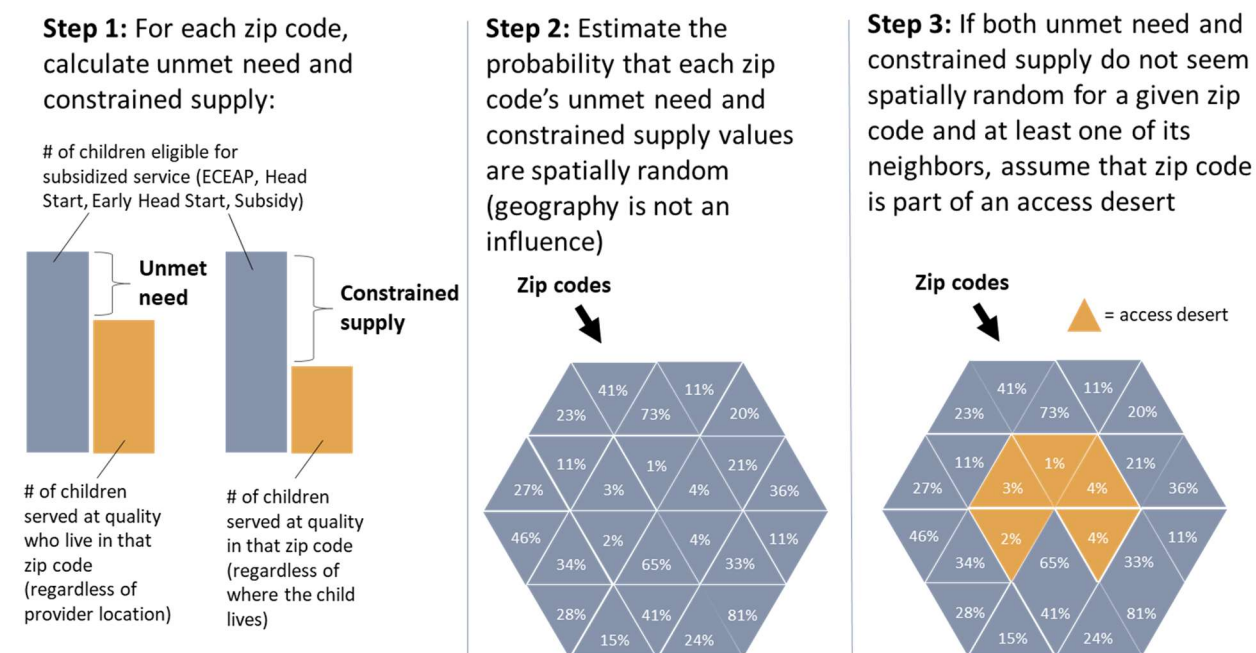 Step 1: For each zip code,
calculate unmet need and
constrained supply:
# of children eligible for
subsidized service (ECEAP, Head
Start, Early Head Start, Subsidy)
Unmet
need
Constrained
supply
# of children
served at quality
who live in that
zip code
(regardless of
provider location)
# of children
served at quality
in that zip code
(regardless of
where the child
lives)
Step 2: Estimate the
probability that each zip
code’s unmet need and
constrained supply values
are spatially random
(geography is not an
influence)
Zip codes
41% 11%
23% 73% 20%
11% 1% 21%
27% 3% 4% 36%
46% 2% 4% 11%
34% 65% 33%
28% 41% 81%
15% 24%
Step 3: If both unmet need and
constrained supply do not seem
spatially random for a given zip
code and at least one of its
neighbors, assume that zip code
is part of an access desert
Zip codes
= access desert
41% 11%
23% 73% 20%
11% 1% 21%
27% 3% 4% 36%
46% 2% 4% 11%
34% 65% 33%
28% 41% 81%
15% 24%